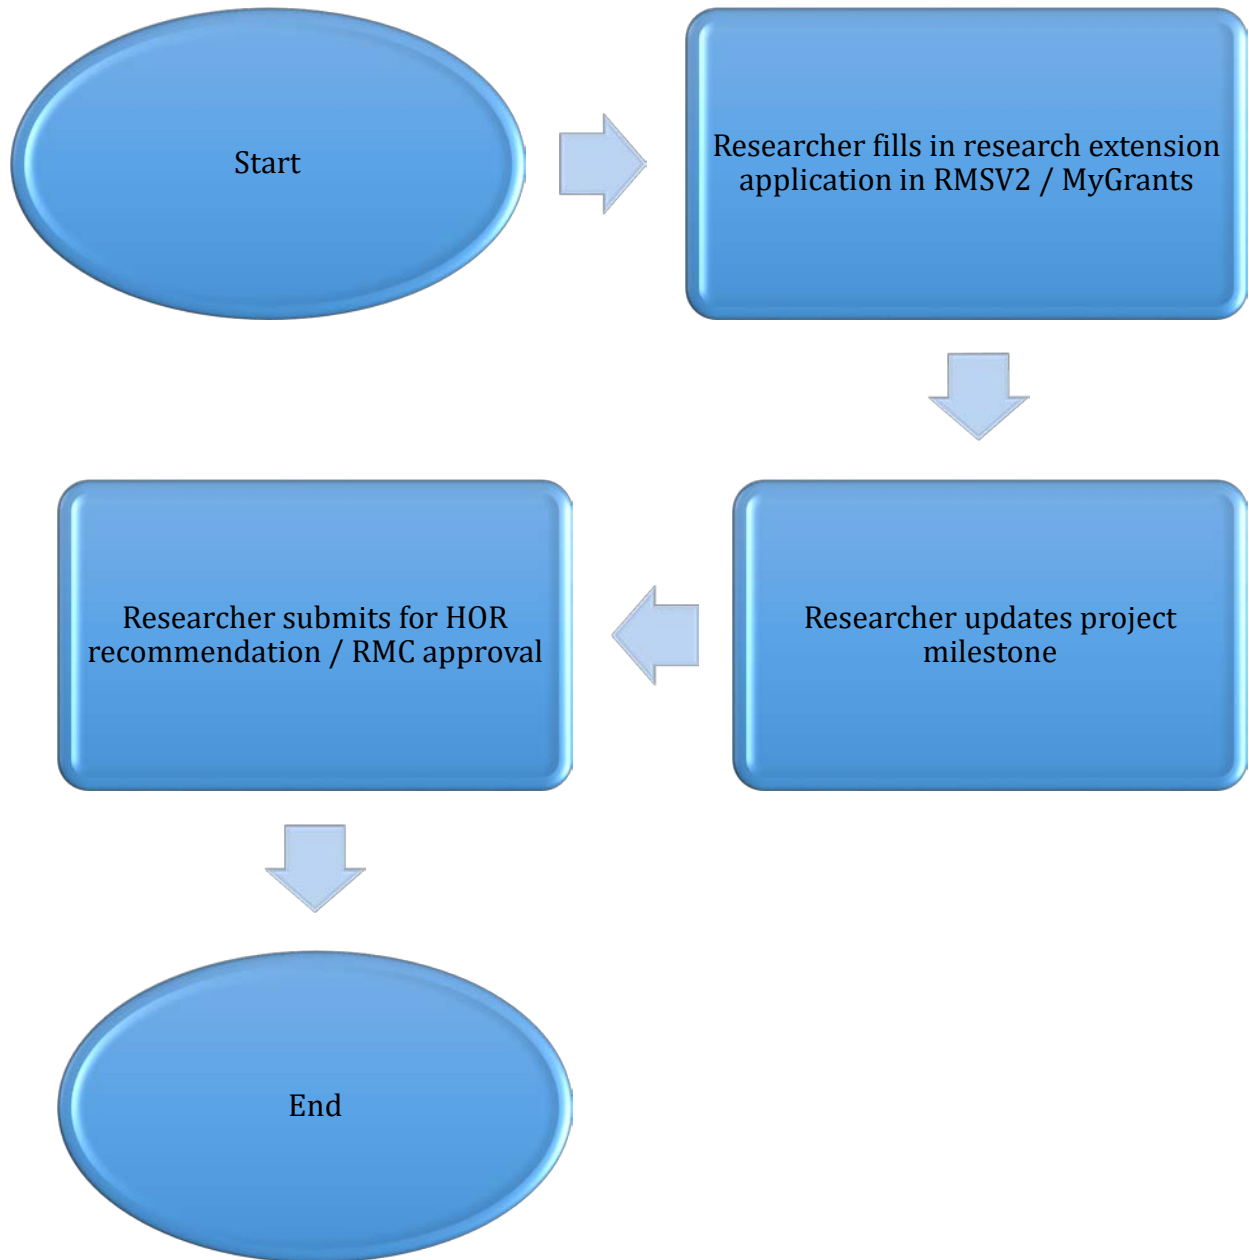 Start
Researcher fills in research extension
application in RMSV2 / MyGrants
Researcher updates project
milestone
Researcher submits for HOR
recommendation / RMC approval
End